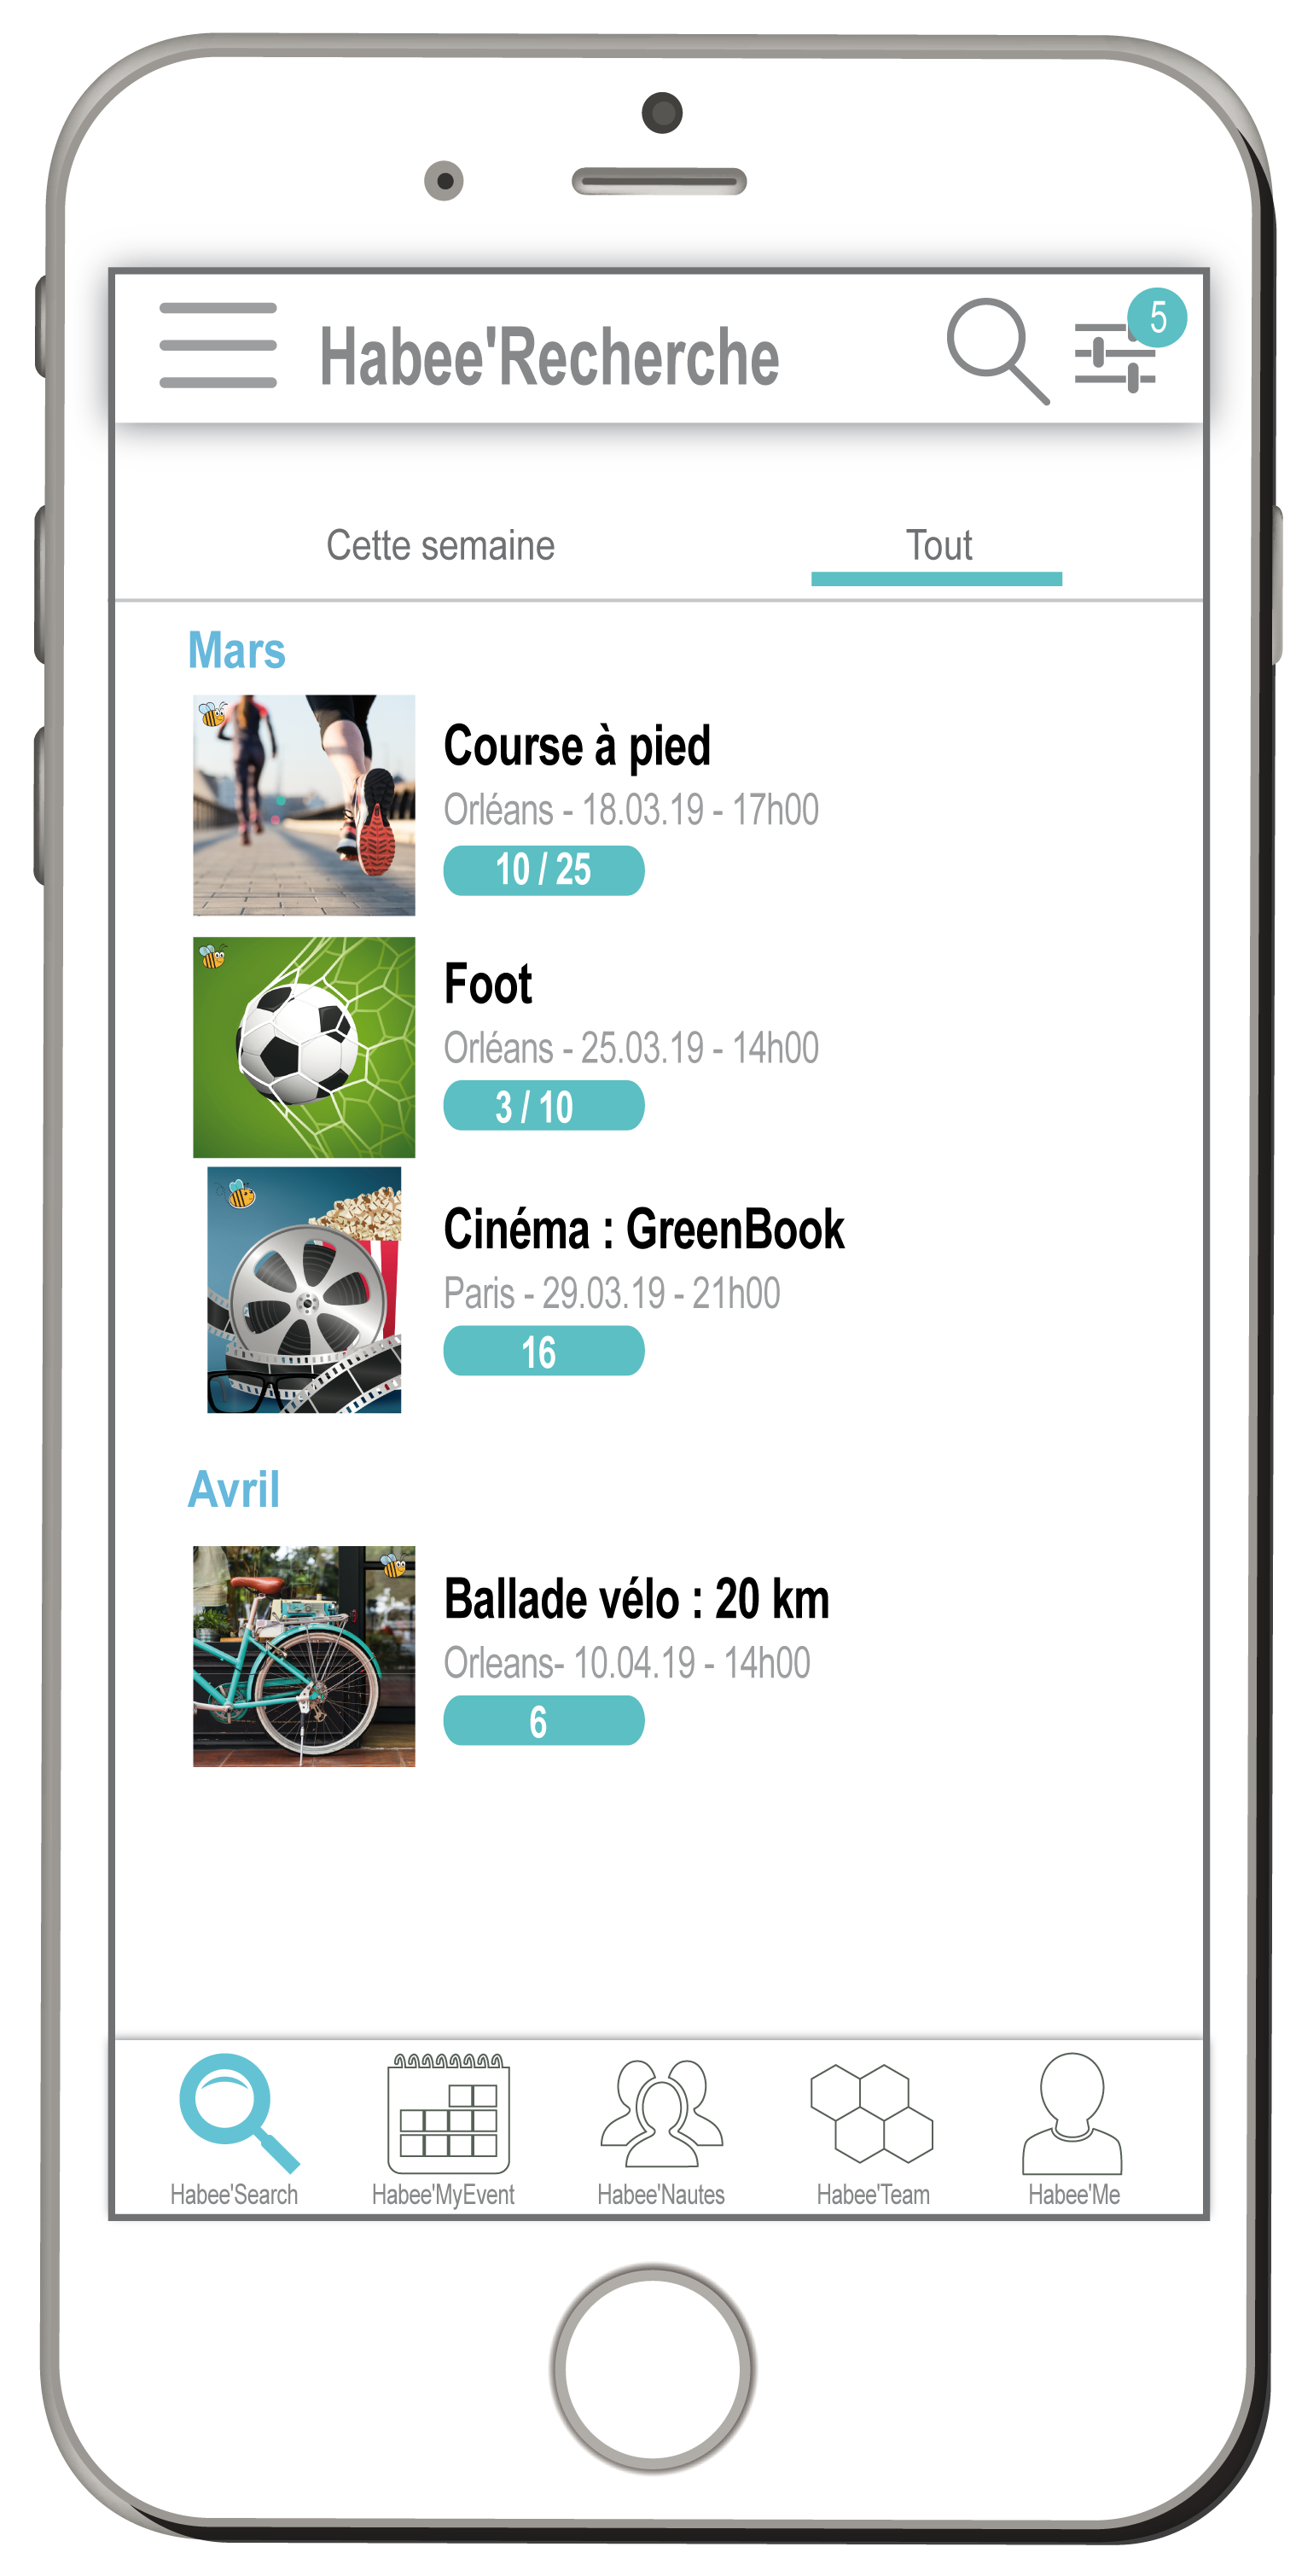 Habee'Recherche
5
Cette semaine
Tout
Mars
Course à pied
Orléans - 18.03.19 - 17h00
10 / 25
Foot
Orléans - 25.03.19 - 14h00
3 / 10
Cinéma : GreenBook
Paris - 29.03.19 - 21h00
16
Avril
Ballade vélo : 20 km
Orleans- 10.04.19 - 14h00
6
Habee'Search
Habee'MyEvent
Habee'Nautes
Habee'Team
Habee'Me